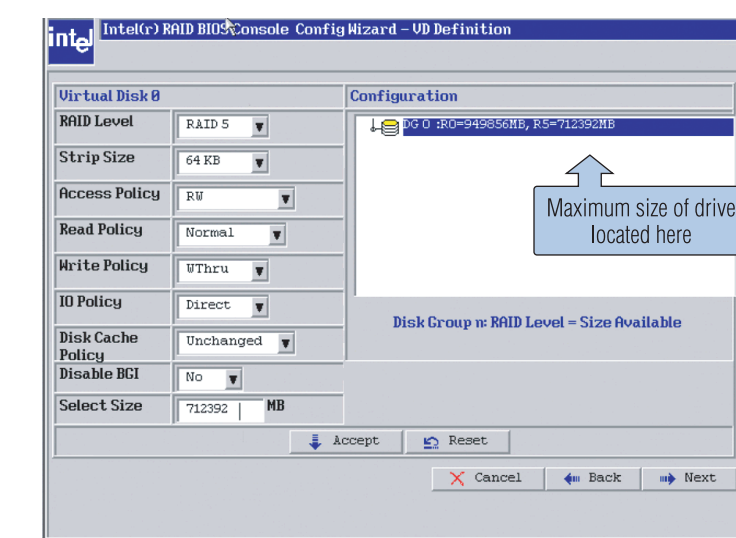 intel
Intel(r) RAID BIOS Console Config Wizard – VD Definition
Virtual Disk 0
RAID Level
RAID 5
Strip Size
64 KB
Access Policy
RW
Read Policy
Normal
Write Policy
WThru
IO Policy
Direct
Disk Cache Policy
Unchanged
Disable BGI
No
Select Size
712392
MB
Configuration
DG 0 :R0=949856MB, R5=712392MB
Maximum size of drive
located here
Disk Group n: RAID Level = Size Available
Accept
Reset
Cancel
Back
Next